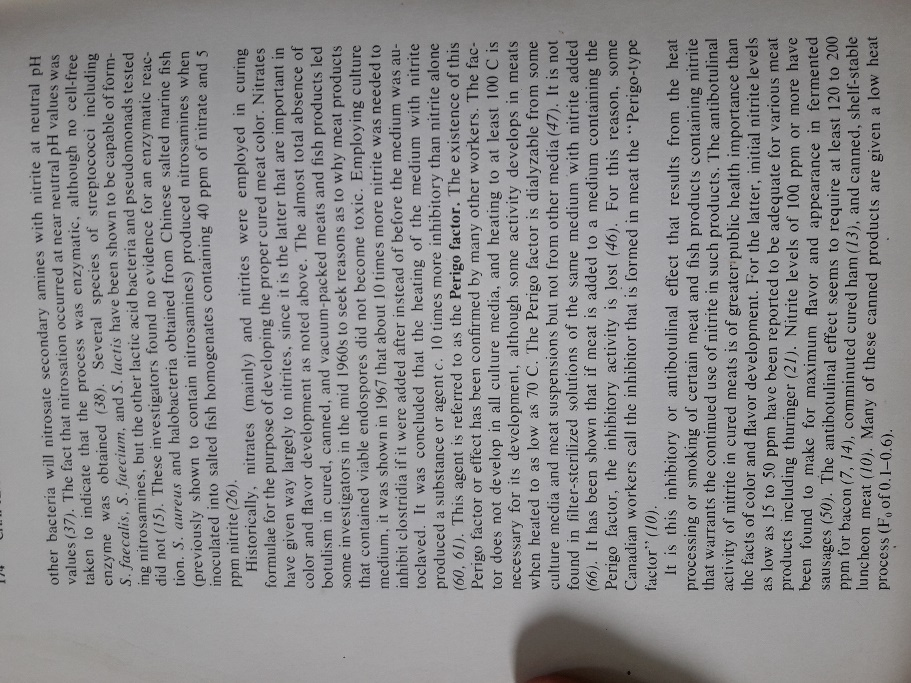 174
other bacteria will nitrosate secondary amines with nitrite at neutral pH
values (37). The fact that nitrosation occurred at near neutral pH values was
taken to indicate that the process was enzymatic, although no cell-free
enzyme was obtained (38). Several species of streptococci including
S. faecalis, S. faecium, and S. lactis have been shown to be capable of form-
ing nitrosamines, but the other lactic acid bacteria and pseudomonads tested
did not (15). These investigators found no evidence for an enzymatic reac-
tion. S. aureus and halobacteria obtained from Chinese salted marine fish
(previously shown to contain nitrosamines) produced nitrosamines when
inoculated into salted fish homogenates containing 40 ppm of nitrate and 5
ppm nitrite (26).
Historically, nitrates (mainly) and nitrites were employed in curing
formulae for the purpose of developing the proper cured meat color. Nitrates
have given way largely to nitrites, since it is the latter that are important in
color and flavor development as noted above. The almost total absence of
botulism in cured, canned, and vacuum-packed meats and fish products led
some investigators in the mid 1960s to seek reasons as to why meat products
that contained viable endospores did not become toxic. Employing culture
medium, it was shown in 1967 that about 10 times more nitrite was needed to
inhibit clostridia if it were added after instead of before the medium was au-
toclaved. It was concluded that the heating of the medium with nitrite
produced a substance or agent c. 10 times more inhibitory than nitrite alone
(60, 61). This agent is referred to as the Perigo factor. The existence of this
Perigo factor or effect has been confirmed by many other workers. The fac-
tor does not develop in all culture media, and heating to at least 100 C is
necessary for its development, although some activity develops in meats
when heated to as low as 70 C. The Perigo factor is dialyzable from some
culture media and meat suspensions but not from other media (47). It is not
found in filter-sterilized solutions of the same medium with nitrite added
(66). It has been shown that if meat is added to a medium containing the
Perigo factor, the inhibitory activity is lost (46). For this reason, some
Canadian workers call the inhibitor that is formed in meat the "Perigo-type
factor" (10).
It is this inhibitory or antibotulinal effect that results from the heat
processing or smoking of certain meat and fish products containing nitrite
that warrants the continued use of nitrite in such products. The antibotulinal
activity of nitrite in cured meats is of greater public health importance than
the facts of color and flavor development. For the latter, initial nitrite levels
as low as 15 to 50 ppm have been reported to be adequate for various meat
products including thuringer (21). Nitrite levels of 100 ppm or more have
been found to make for maximum flavor and appearance in fermented
sausages (50). The antibotulinal effect seems to require at least 120 to 200
ppm for bacon (7, 14), comminuted cured ham (13), and canned, shelf-stable
luncheon meat (10). Many of these canned products are given a low heat
process (F₀ of 0.1–0.6).